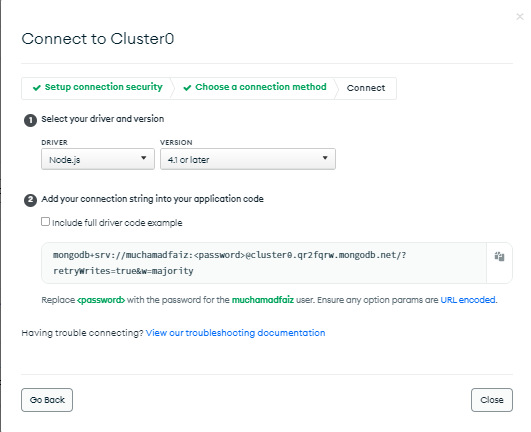 Connect to Cluster0
Setup connection security
Choose a connection method
Connect
1 Select your driver and version
DRIVER
VERSION
Node.js
4.1 or later
2 Add your connection string into your application code
Include full driver code example
mongodb+srv://muchamadfaiz:<password>@cluster0.qr2fqrw.mongodb.net/?
retryWrites=true&w=majority
Replace <password> with the password for the muchamadfaiz user. Ensure any option params are URL encoded.
Having trouble connecting? View our troubleshooting documentation
Go Back
Close